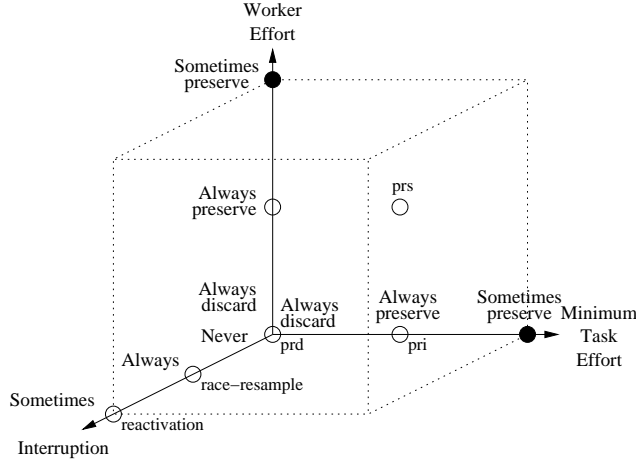 Worker
Effort
Sometimes
preserve
Always
preserve
prs
Always
discard
Always
discard
Always
preserve
Sometimes
preserve
Minimum
Task
Effort
Never
prd
pri
Always
race−resample
Sometimes
reactivation
Interruption